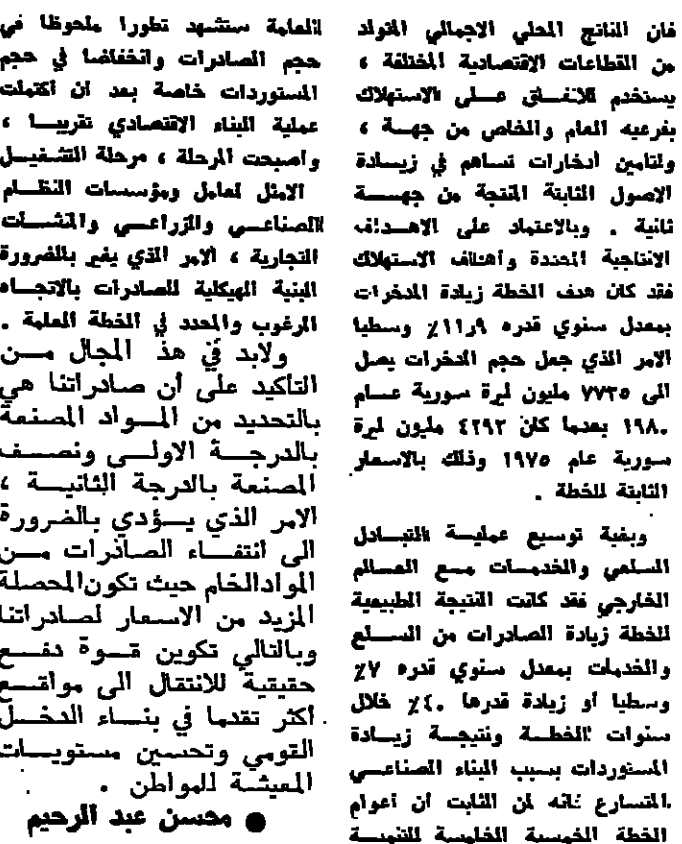 فان الناتج المحلي الاجمالي المتولد
من القطاعات الاقتصادية المختلفة ،
يستخدم للانفاق على الاستهلاك
بفرعيه العام والخاص من جهة ،
ولتامين ادخارات تساهم في زيادة
الاصول الثابتة المنتجة من جهة
ثانية . وبالاعتماد على الاهداف
الانتاجية المحددة وأهداف الاستهلاك
فقد كان هدف الخطة زيادة المدخرات
بمعدل سنوي قدره ١١٫٩٪ وسطيا
الامر الذي جعل حجم المدخرات يصل
الى ٧٧٣٥ مليون ليرة سورية عام
١٩٨٠ بعدما كان ٤٢٩٢ مليون ليرة
سورية عام ١٩٧٥ وذلك بالاسعار
الثابتة للخطة .
وبغية توسيع عملية التبادل
السلعي والخدمات مع العالم
الخارجي فقد كانت النتيجة الطبيعية
للخطة زيادة الصادرات من السلع
والخدمات بمعدل سنوي قدره ٧٪
وسطيا او زيادة قدرها ٤٠٪ خلال
سنوات الخطة ونتيجة زيادة
المستوردات بسبب البناء الصناعي
المتسارع فانه لمن الثابت أن أعوام
الخطة الخمسية الخامسة للتنمية
العامة ستشهد تطورا ملحوظا في
حجم الصادرات وانخفاضا في حجم
المستوردات خاصة بعد ان اكتملت
عملية البناء الاقتصادي تقريبا ،
واصبحت المرحلة ، مرحلة التشغيل
الامثل لمعامل ومؤسسات النظام
الصناعي والزراعي والمنشآت
التجارية ، الامر الذي يغير بالضرورة
البنية الهيكلية للصادرات بالاتجاه
المرغوب والمحدد في الخطة العامة .
ولابد في هذ المجال من
التأكيد على أن صادراتنا هي
بالتحديد من المواد المصنعة
بالدرجة الاولى ونصف
المصنعة بالدرجة الثانية ،
الامر الذي يؤدي بالضرورة
الى انتفاء الصادرات من
المواد الخام حيث تكون المحصلة
المزيد من الاسعار لصادراتنا
وبالتالي تكوين قوة دفع
حقيقية للانتقال الى مواقع
أكثر تقدما في بناء الدخل
القومي وتحسين مستويات
المعيشة للمواطن .
● محسن عبد الرحيم